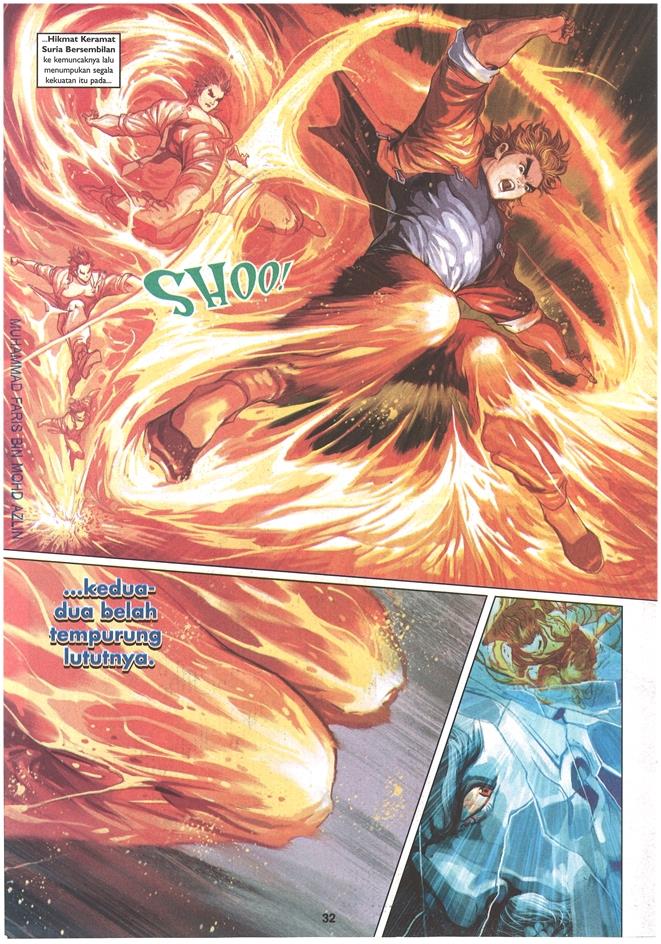 ...Hikmat Keramat
Suria Bersembilan
ke kemuncaknya lalu
menumpukan segala
kekuatan itu pada...
SHOO!
MUHAMMAD FARIS BIN MOHD AZLIN
...kedua-
dua belah
tempurung
lututnya.
32